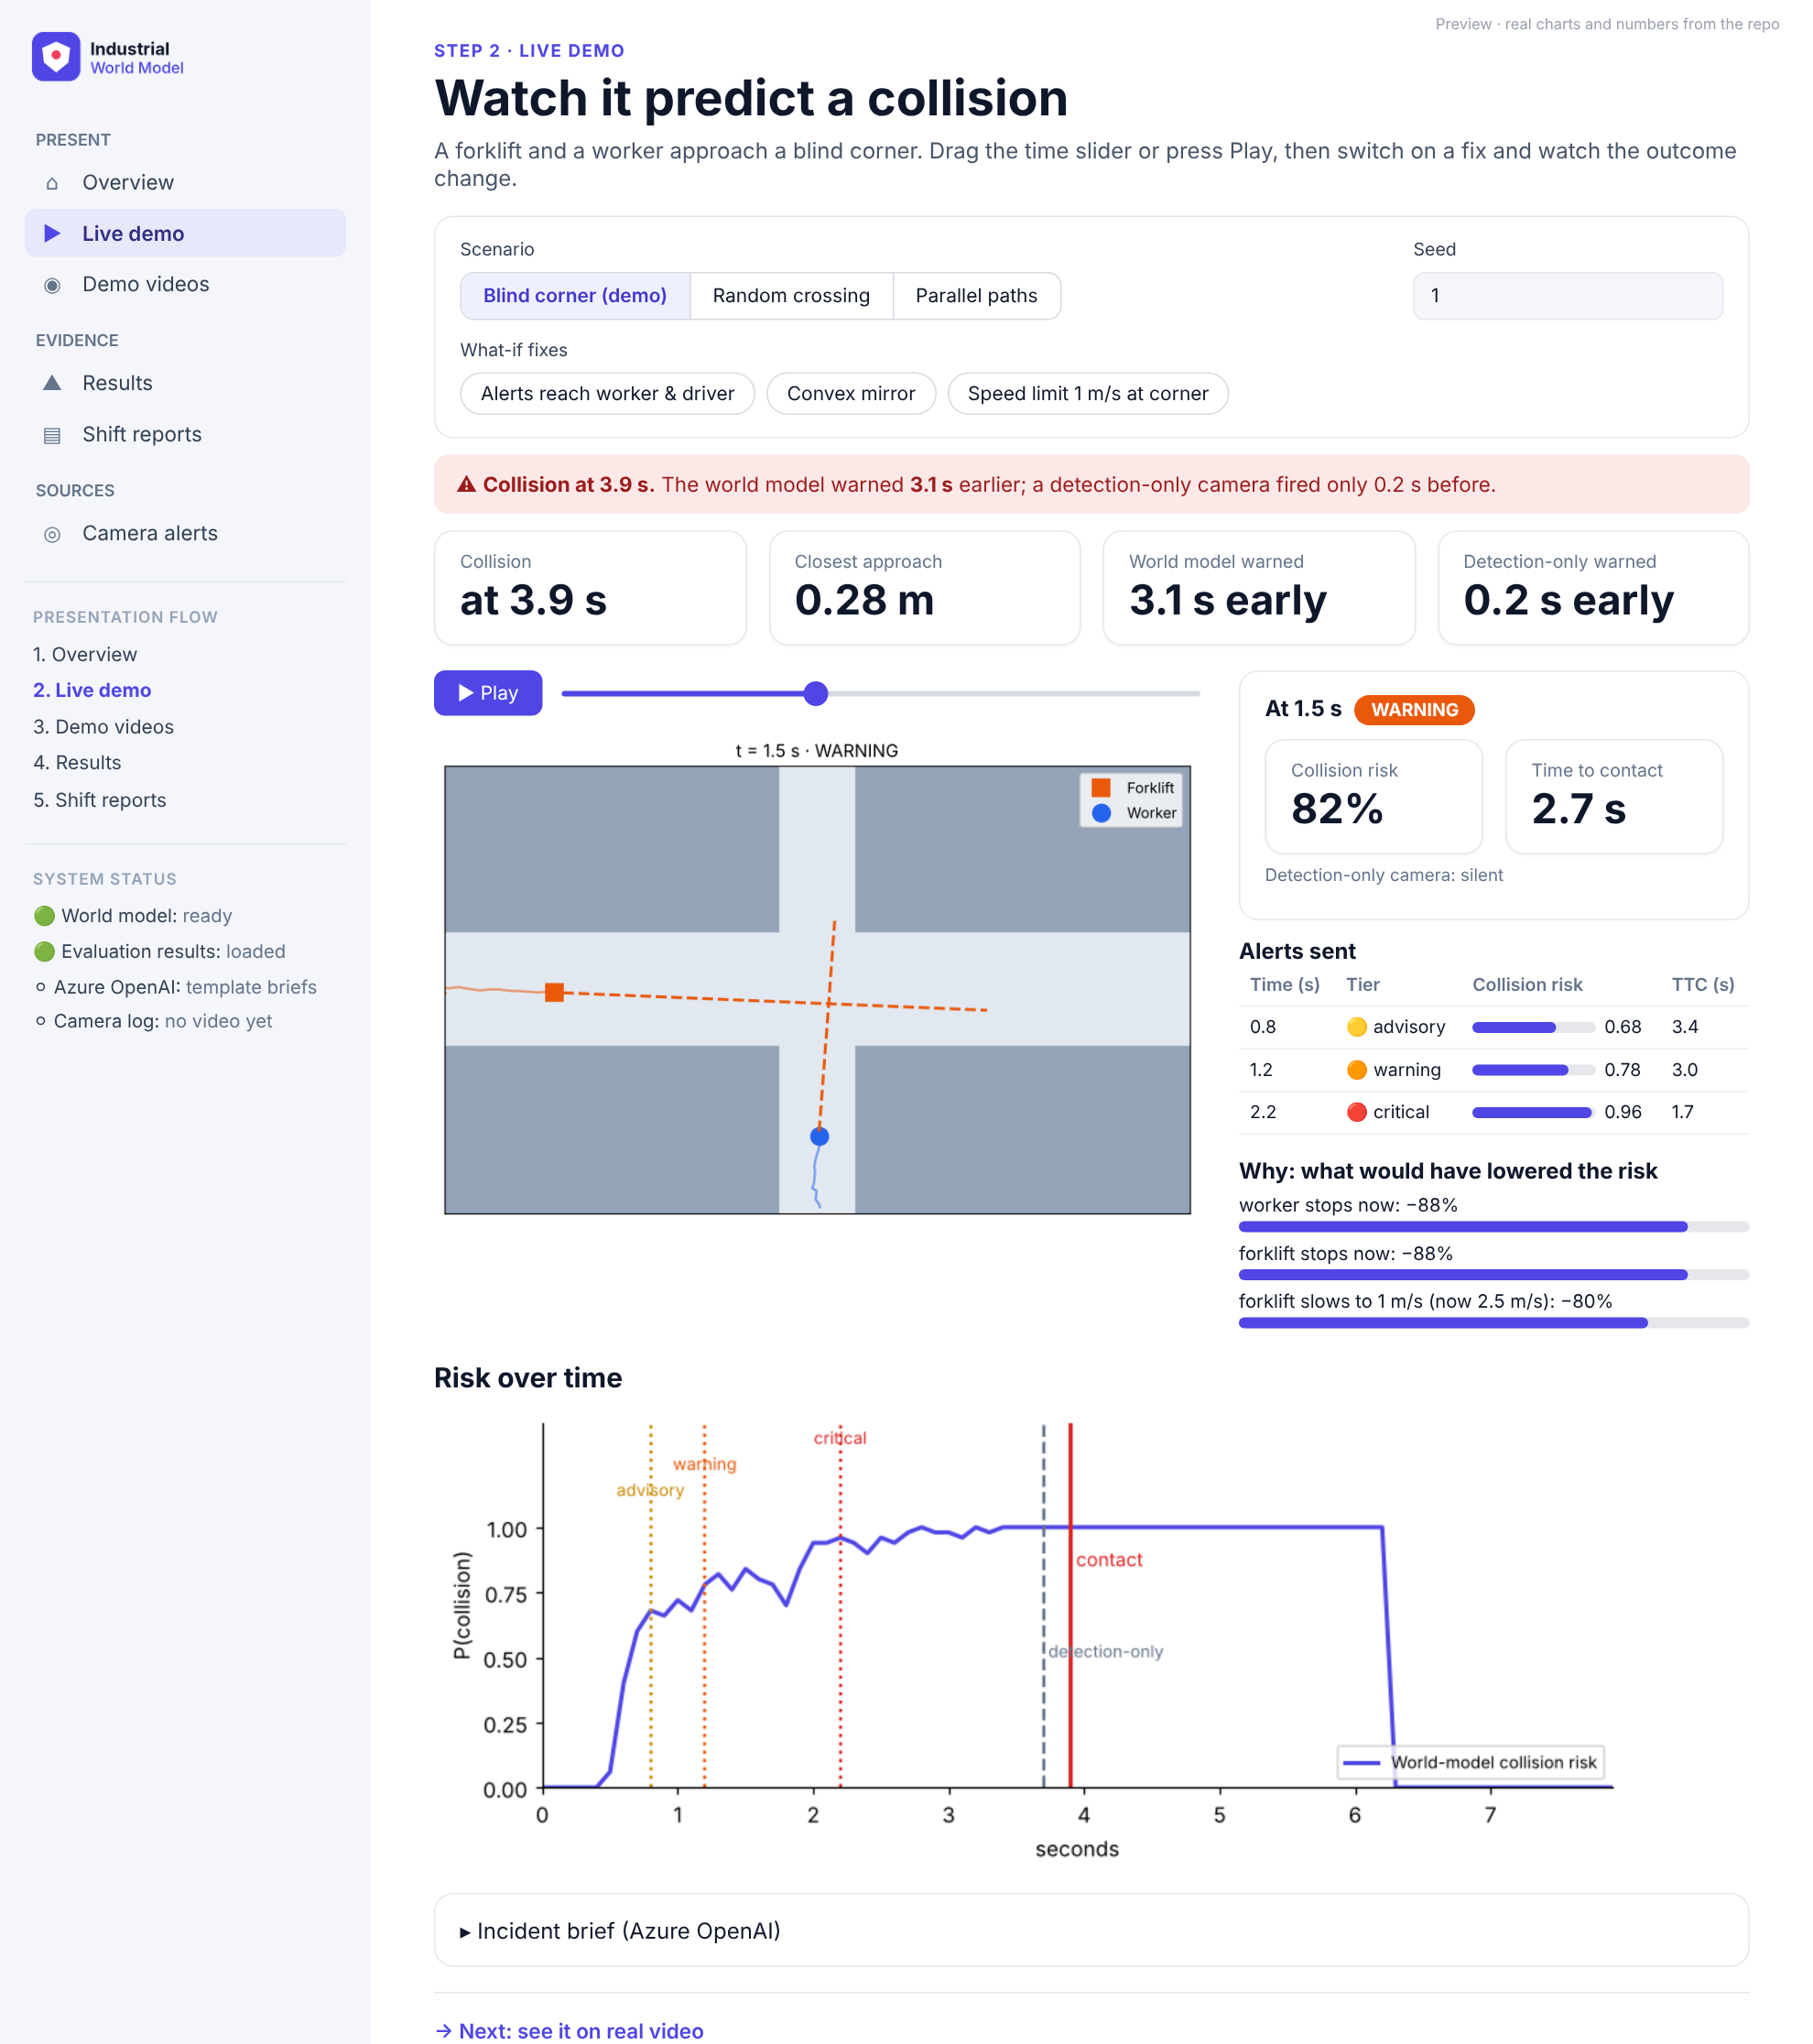 Preview · real charts and numbers from the repo
Industrial
World Model
PRESENT
⌂ Overview
▶ Live demo
◉ Demo videos
EVIDENCE
▲ Results
▤ Shift reports
SOURCES
◎ Camera alerts
PRESENTATION FLOW
1. Overview
2. Live demo
3. Demo videos
4. Results
5. Shift reports
SYSTEM STATUS
🟢 World model: ready
🟢 Evaluation results: loaded
⚪ Azure OpenAI: template briefs
⚪ Camera log: no video yet
STEP 2 · LIVE DEMO
Watch it predict a collision
A forklift and a worker approach a blind corner. Drag the time slider or press Play, then switch on a fix and watch the outcome
change.
Scenario
Seed
Blind corner (demo) Random crossing Parallel paths
1
What-if fixes
Alerts reach worker & driver Convex mirror Speed limit 1 m/s at corner
⚠ Collision at 3.9 s. The world model warned 3.1 s earlier; a detection-only camera fired only 0.2 s before.
Collision
at 3.9 s
Closest approach
0.28 m
World model warned
3.1 s early
Detection-only warned
0.2 s early
▶ Play
t = 1.5 s · WARNING
Forklift
Worker
At 1.5 s WARNING
Collision risk
82%
Time to contact
2.7 s
Detection-only camera: silent
Alerts sent
Time (s) Tier Collision risk TTC (s)
0.8 🟡 advisory 0.68 3.4
1.2 🟠 warning 0.78 3.0
2.2 🔴 critical 0.96 1.7
Why: what would have lowered the risk
worker stops now: −88%
forklift stops now: −88%
forklift slows to 1 m/s (now 2.5 m/s): −80%
Risk over time
critical
warning
advisory
1.00
0.75
0.50
0.25
0.00
P(collision)
contact
detection-only
World-model collision risk
0 1 2 3 4 5 6 7
seconds
▸ Incident brief (Azure OpenAI)
→ Next: see it on real video